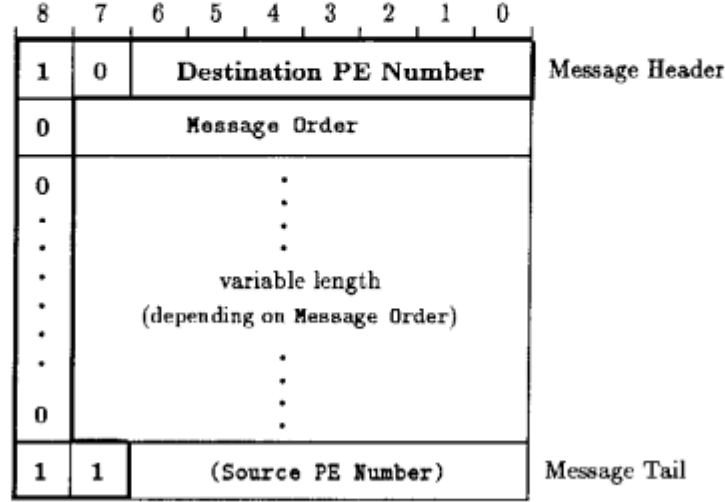 8 7 6 5 4 3 2 1 0
1 0 Destination PE Number Message Header
0 Message Order
0
variable length
(depending on Message Order)
0
1 1 (Source PE Number) Message Tail